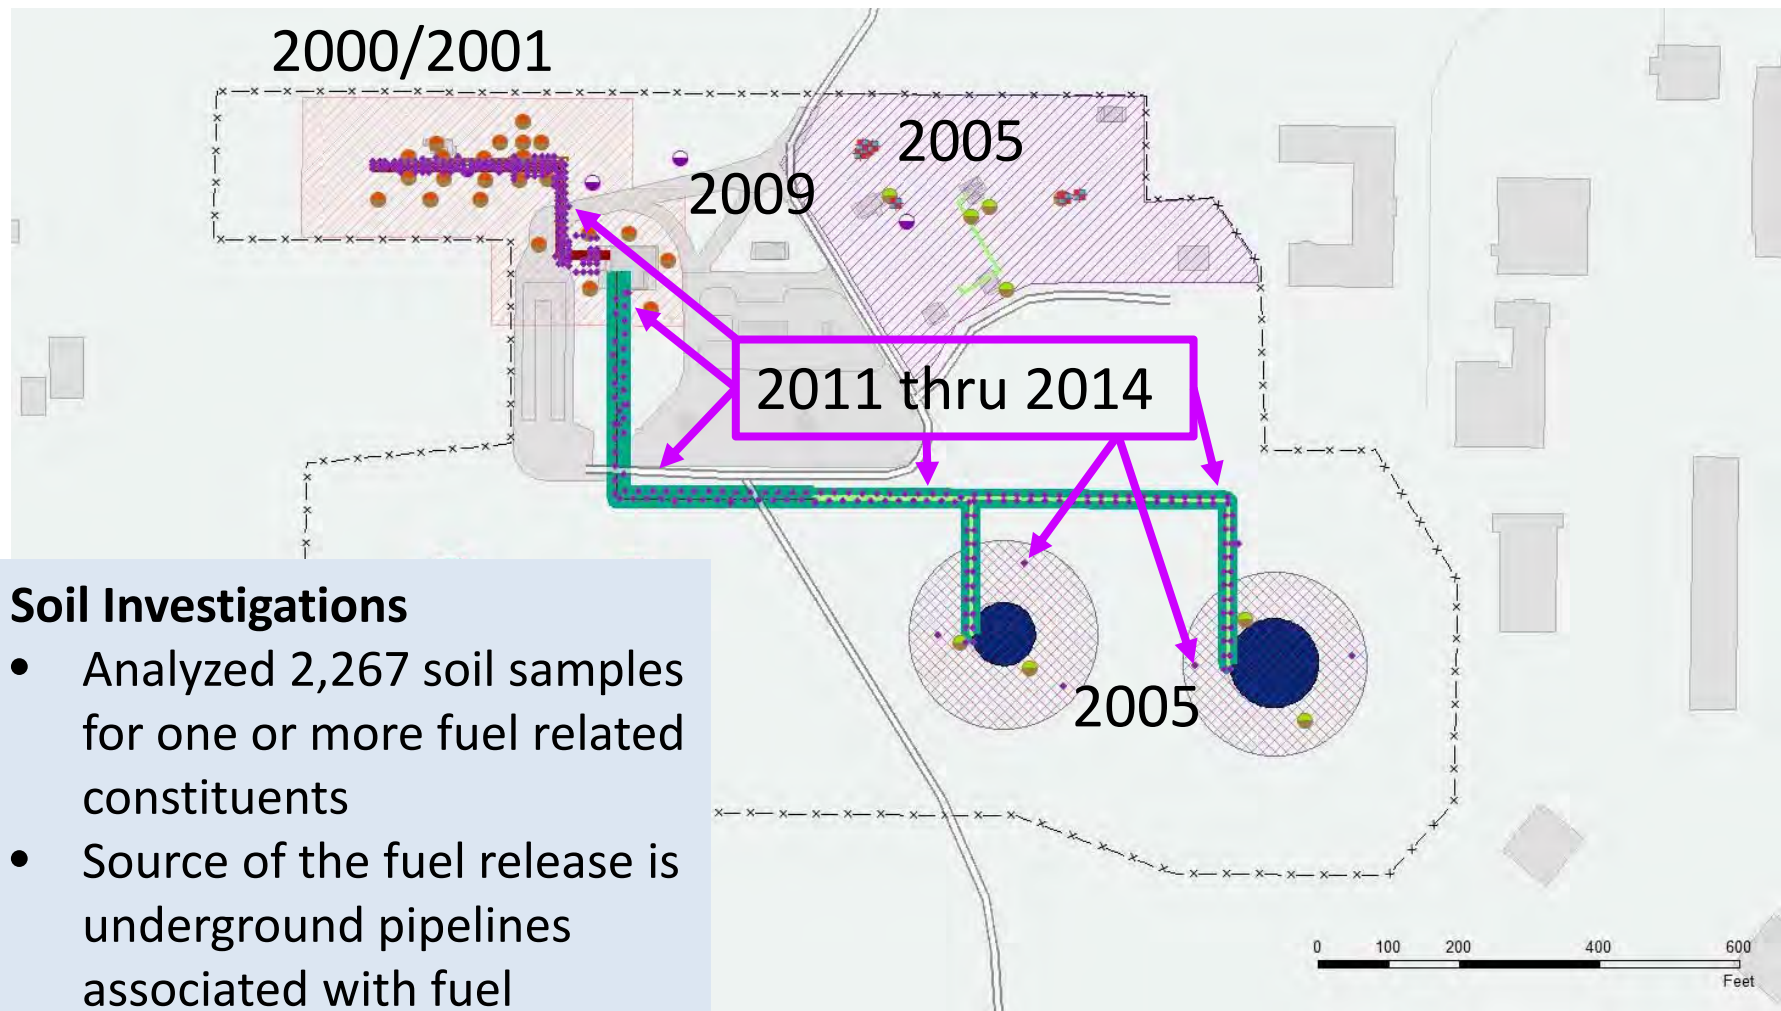 2000/2001
2005
2009
2011 thru 2014
2005
Soil Investigations
• Analyzed 2,267 soil samples
for one or more fuel related
constituents
• Source of the fuel release is
underground pipelines
associated with fuel
0 100 200 400 600
Feet